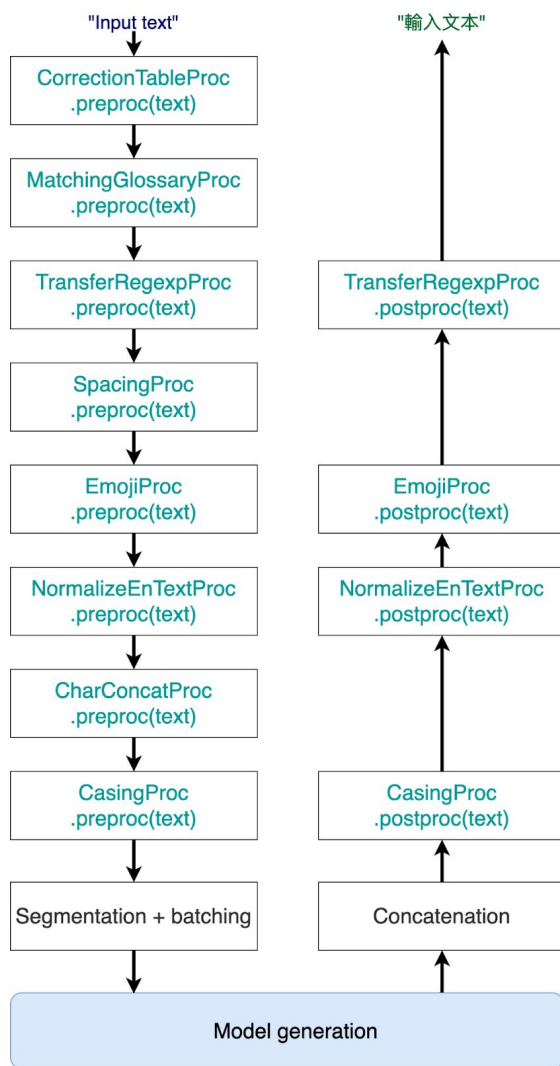 "Input text"
CorrectionTableProc
.preproc(text)
MatchingGlossaryProc
.preproc(text)
TransferRegexpProc
.preproc(text)
SpacingProc
.preproc(text)
EmojiProc
.preproc(text)
NormalizeEnTextProc
.preproc(text)
CharConcatProc
.preproc(text)
CasingProc
.preproc(text)
Segmentation + batching
Model generation
Concatenation
CasingProc
.postproc(text)
NormalizeEnTextProc
.postproc(text)
EmojiProc
.postproc(text)
TransferRegexpProc
.postproc(text)
"輸入文本"